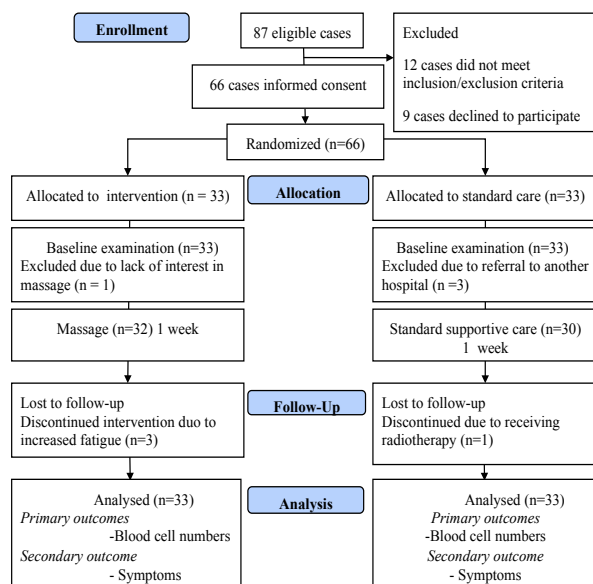 Enrollment
87 eligible cases
Excluded
12 cases did not meet
inclusion/exclusion criteria
9 cases declined to participate
66 cases informed consent
Randomized (n=66)
Allocated to intervention (n = 33)
Allocation
Allocated to standard care (n=33)
Baseline examination (n=33)
Excluded due to lack of interest in
massage (n = 1)
Baseline examination (n=33)
Excluded due to referral to another
hospital (n =3)
Massage (n=32) 1 week
Standard supportive care (n=30)
1 week
Follow-Up
Lost to follow-up
Discontinued intervention duo to
increased fatigue (n=3)
Lost to follow-up
Discontinued due to receiving
radiotherapy (n=1)
Analysis
Analysed (n=33)
Primary outcomes
-Blood cell numbers
Secondary outcome
- Symptoms
Analysed (n=33)
Primary outcomes
-Blood cell numbers
Secondary outcome
- Symptoms